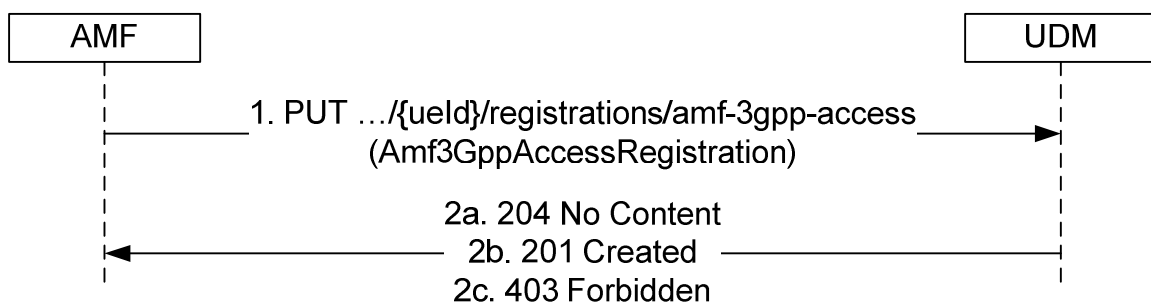 AMF
UDM
1. PUT …/{ueId}/registrations/amf-3gpp-access
(Amf3GppAccessRegistration)
2a. 204 No Content
2b. 201 Created
2c. 403 Forbidden